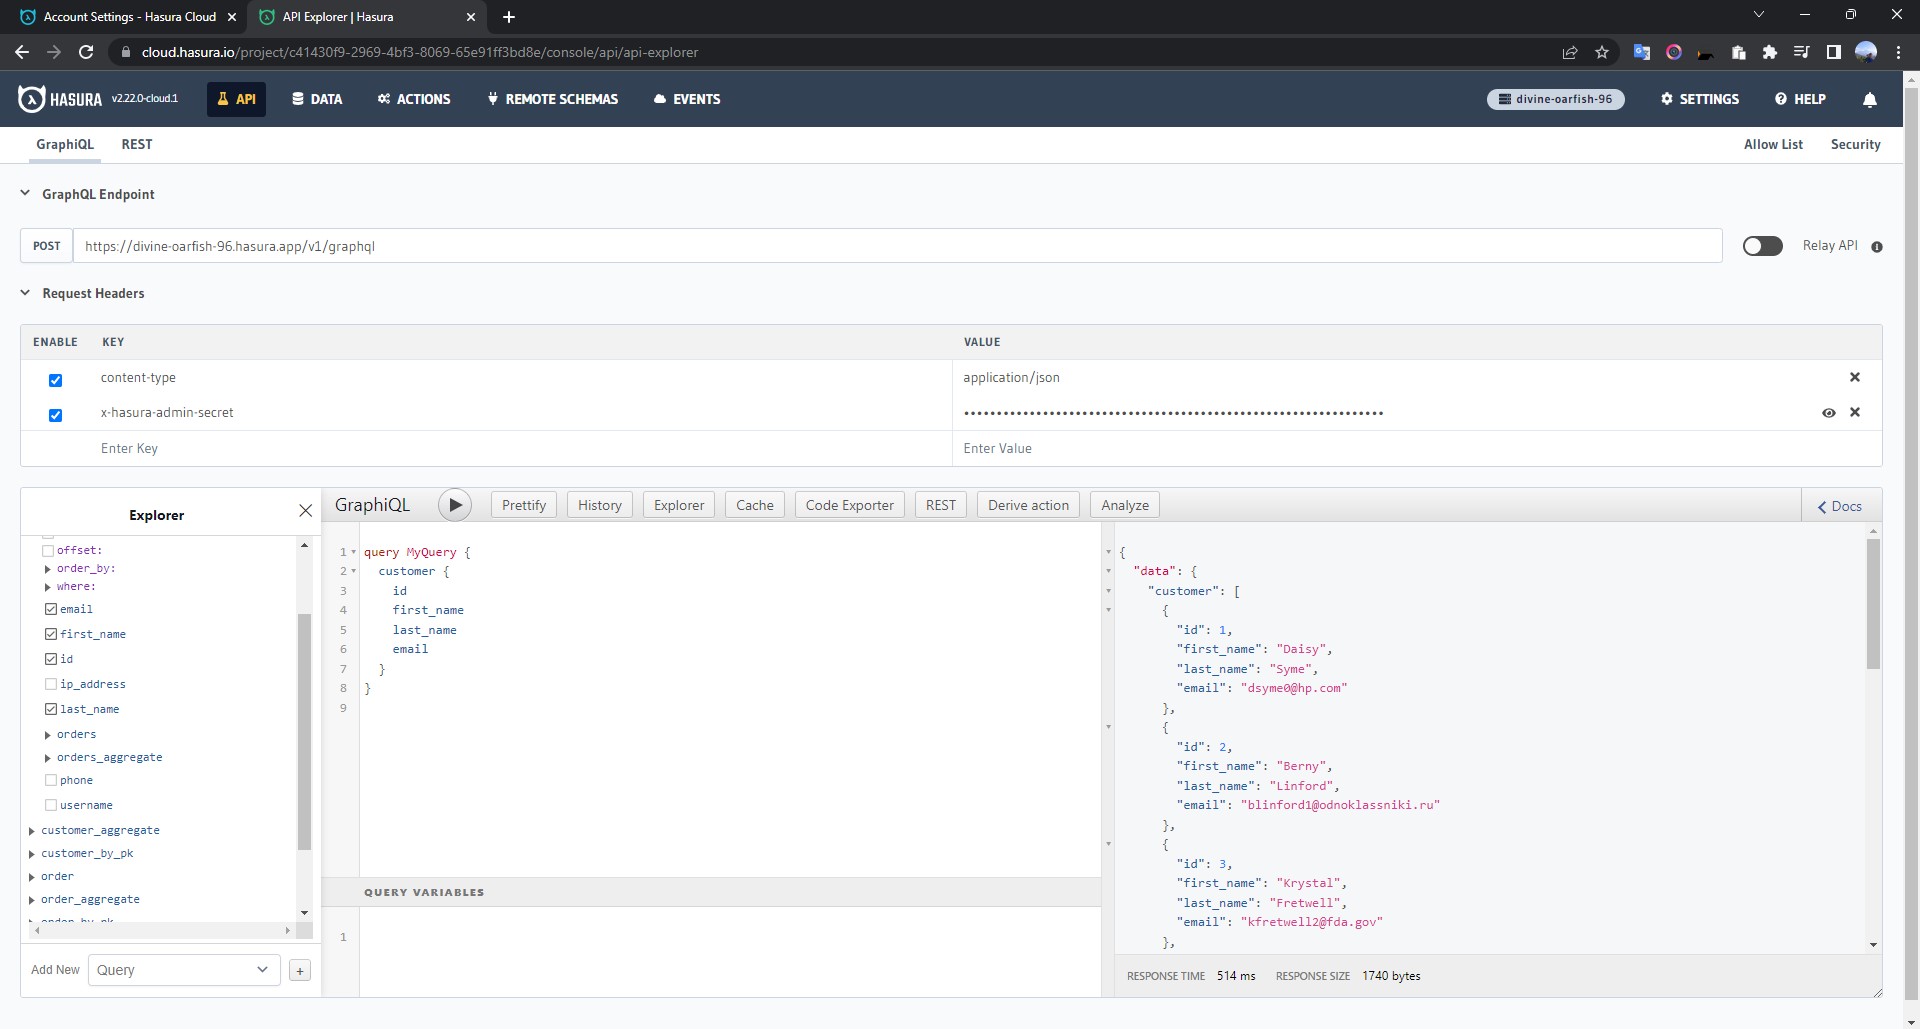 Account Settings - Hasura Cloud
API Explorer | Hasura
cloud.hasura.io/project/c41430f9-2969-4bf3-8069-65e91ff3bd8e/console/api/api-explorer
HASURA v2.22.0-cloud.1 API DATA ACTIONS REMOTE SCHEMAS EVENTS divine-oarfish-96 SETTINGS HELP
GraphiQL REST Allow List Security
GraphQL Endpoint
POST https://divine-oarfish-96.hasura.app/v1/graphql Relay API
Request Headers
ENABLE KEY VALUE
content-type application/json
x-hasura-admin-secret ••••••••••••••••••••••••••••••••••••••••••••••••••••••••••••••••
Enter Key Enter Value
Explorer
offset:
order_by:
where:
email
first_name
id
ip_address
last_name
orders
orders_aggregate
phone
username
customer_aggregate
customer_by_pk
order
order_aggregate
order_by_pk
Add New Query +
GraphiQL Prettify History Explorer Cache Code Exporter REST Derive action Analyze Docs
1 query MyQuery {
2 customer {
3 id
4 first_name
5 last_name
6 email
7 }
8 }
9
QUERY VARIABLES
1
{
"data": {
"customer": [
{
"id": 1,
"first_name": "Daisy",
"last_name": "Syme",
"email": "dsyme0@hp.com"
},
{
"id": 2,
"first_name": "Berny",
"last_name": "Linford",
"email": "blinford1@odnoklassniki.ru"
},
{
"id": 3,
"first_name": "Krystal",
"last_name": "Fretwell",
"email": "kfretwell2@fda.gov"
},
RESPONSE TIME 514 ms RESPONSE SIZE 1740 bytes